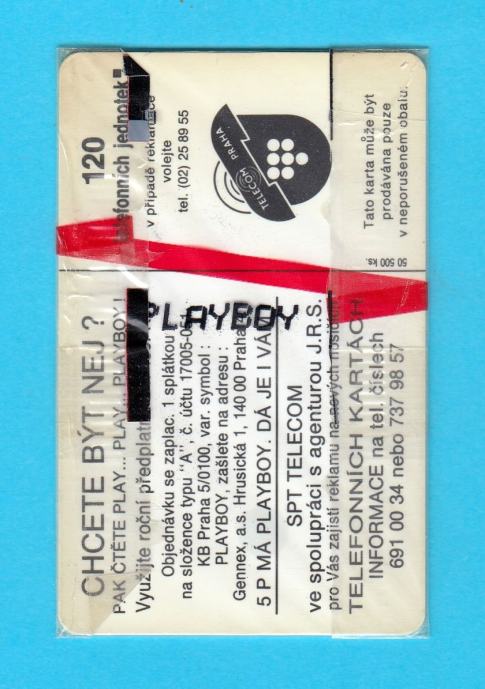 CHCETE BÝT NEJ ?
PAK ČTĚTE PLAY... PLAY... PLAYBOY !
Využijte roční
Objednávku se zaplac. 1 splátkou
na složence typu "A", č. účtu 17005-
KB Praha 5/0100, var. symbol :
PLAYBOY, zašlete na adresu :
Gennex, a.s. Hrusická 1, 140 00 Praha
5 P MÁ PLAYBOY. DÁ JE I
SPT TELECOM
ve spolupráci s agenturou J.R.S.
pro Vás zajistí reklamu na nových
TELEFONNÍCH KARTÁCH
INFORMACE na tel. číslech
691 00 34 nebo 737 98 57
PLAYBOY
120
telefonních jednotek
v případě reklamace
volejte
tel. (02) 25 89 55
TELECOM PRAHA
Tato karta může být
prodávána pouze
v neporušeném obalu.
50 500 ks.